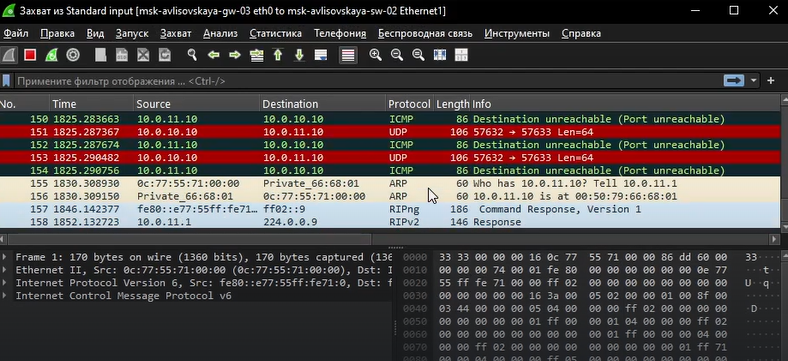 Захват из Standard input [msk-avlisovskaya-gw-03 eth0 to msk-avlisovskaya-sw-02 Ethernet1]
Файл Правка Вид Запуск Захват Анализ Статистика Телефония Беспроводная связь Инструменты Справка
Примените фильтр отображения ... <Ctrl-/>
No. Time Source Destination Protocol Length Info
150 1825.283663 10.0.11.10 10.0.10.10 ICMP 86 Destination unreachable (Port unreachable)
151 1825.287367 10.0.10.10 10.0.11.10 UDP 106 57632 → 57633 Len=64
152 1825.287674 10.0.11.10 10.0.10.10 ICMP 86 Destination unreachable (Port unreachable)
153 1825.290482 10.0.10.10 10.0.11.10 UDP 106 57632 → 57633 Len=64
154 1825.290756 10.0.11.10 10.0.10.10 ICMP 86 Destination unreachable (Port unreachable)
155 1830.308930 0c:77:55:71:00:00 Private_66:68:01 ARP 60 Who has 10.0.11.10? Tell 10.0.11.1
156 1830.309150 Private_66:68:01 0c:77:55:71:00:00 ARP 60 10.0.11.10 is at 00:50:79:66:68:01
157 1846.142377 fe80::e77:55ff:fe71… ff02::9 RIPng 186 Command Response, Version 1
158 1852.132723 10.0.11.1 224.0.0.9 RIPv2 146 Response
Frame 1: 170 bytes on wire (1360 bits), 170 bytes captured (136
Ethernet II, Src: 0c:77:55:71:00:00 (0c:77:55:71:00:00), Dst: I
Internet Protocol Version 6, Src: fe80::e77:55ff:fe71:0, Dst: f
Internet Control Message Protocol v6
0000 33 33 00 00 00 16 0c 77 55 71 00 00 86 dd 60 00 33
0010 00 00 00 74 00 01 fe 80 00 00 00 00 00 00 0e 77 t
0020 55 ff fe 71 00 00 ff 02 00 00 00 00 00 00 00 00 U q
0030 00 00 00 00 00 16 3a 00 05 02 00 00 01 00 8f 00
0040 03 44 00 00 00 05 04 00 00 00 ff 02 00 00 00 00
0050 00 00 00 00 00 01 ff 00 00 01 04 00 00 00 ff 02
0060 00 00 00 00 00 00 00 00 00 01 ff 00 00 00 04 00
0070 00 00 ff 02 00 00 00 00 00 00 00 00 00 01 ff 71